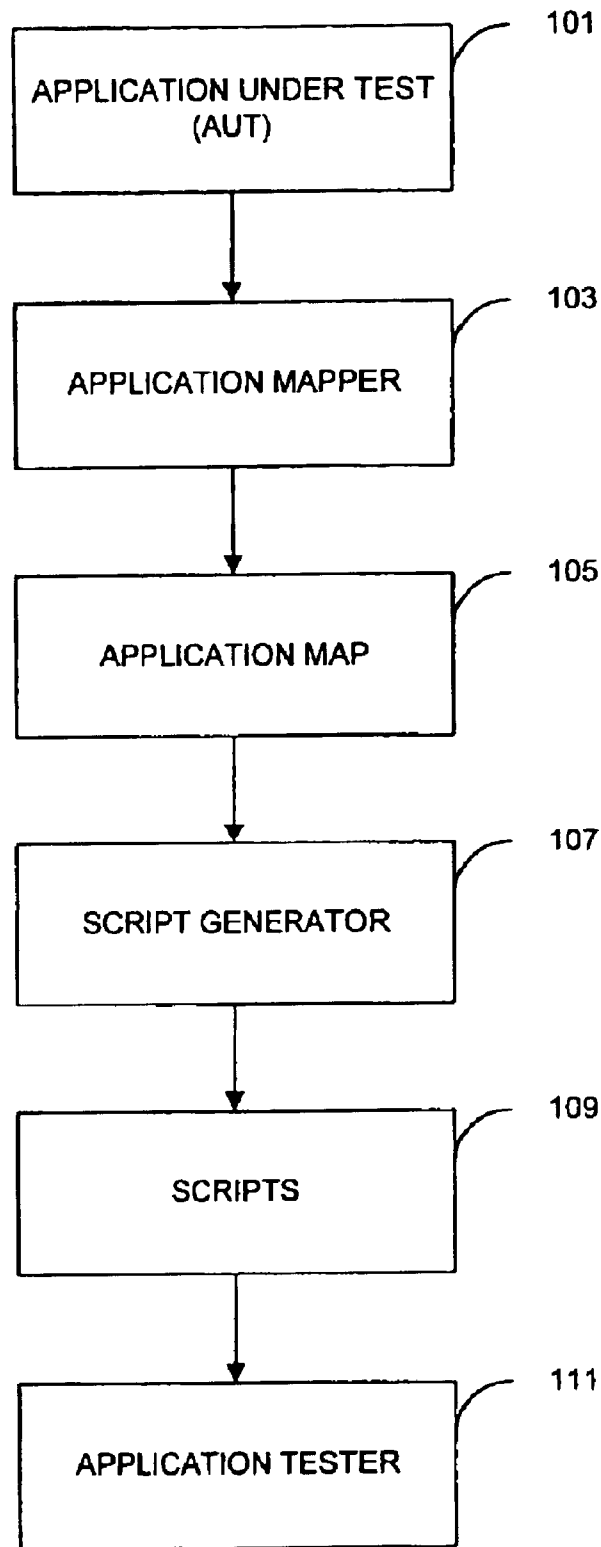 101
APPLICATION UNDER TEST
(AUT)
103
APPLICATION MAPPER
105
APPLICATION MAP
107
SCRIPT GENERATOR
109
SCRIPTS
111
APPLICATION TESTER